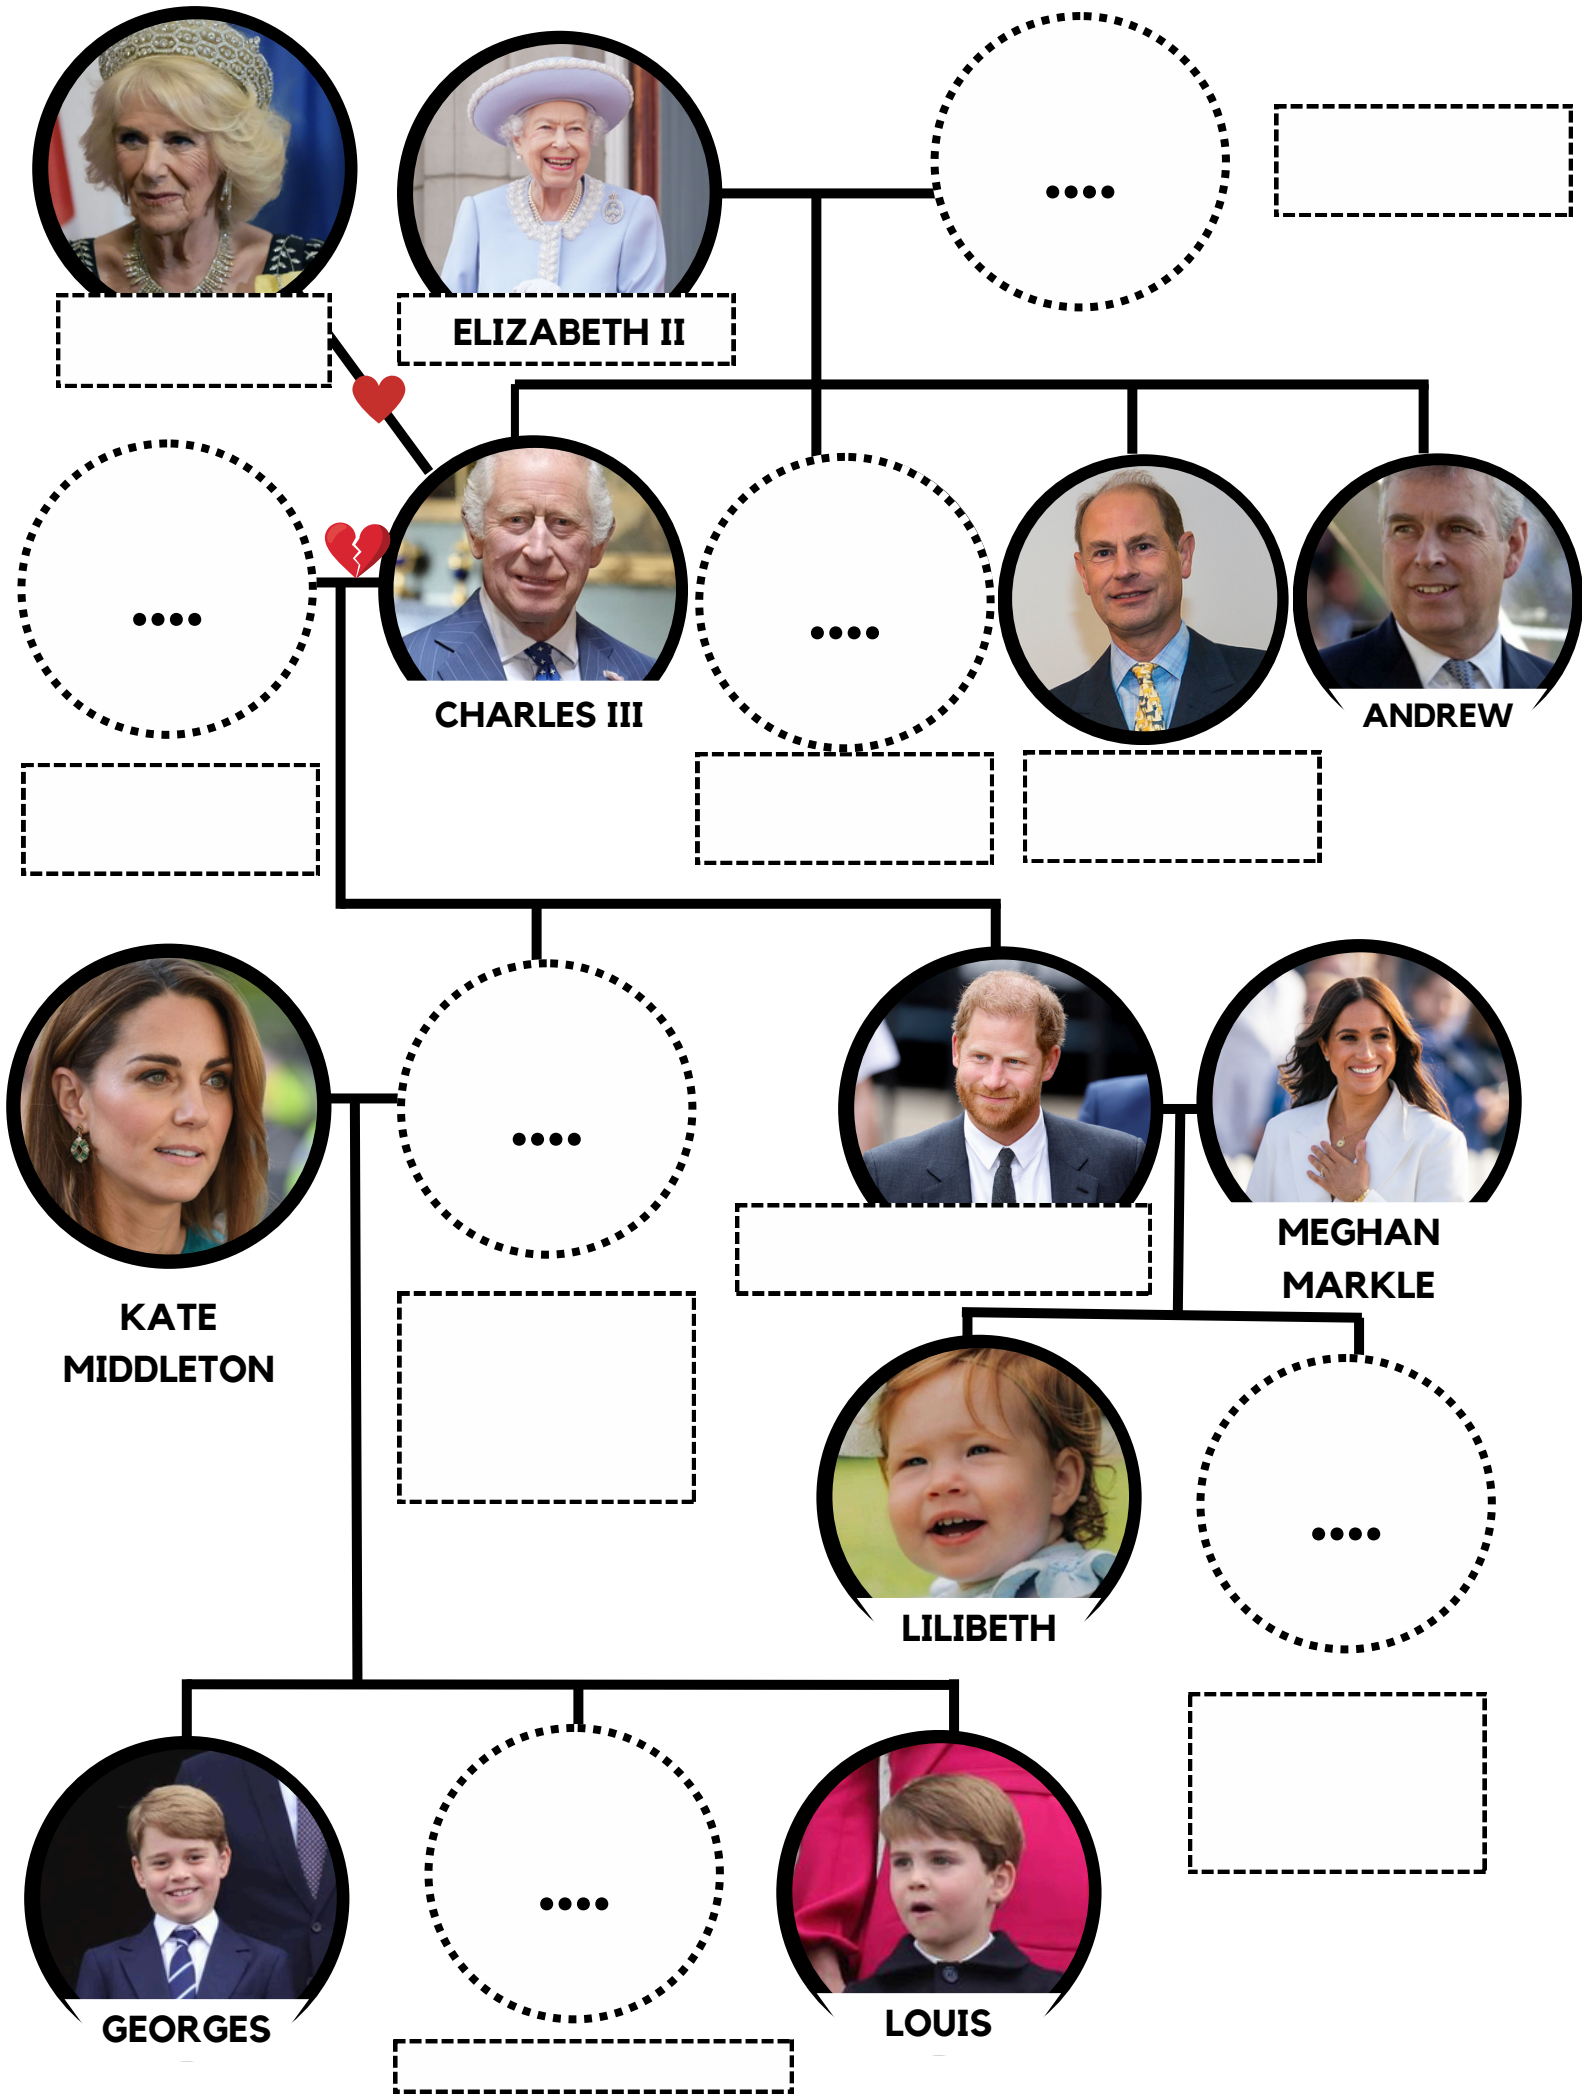 ELIZABETH II
....
....
CHARLES III
....
ANDREW
KATE
MIDDLETON
....
MEGHAN
MARKLE
LILIBETH
....
GEORGES
....
LOUIS